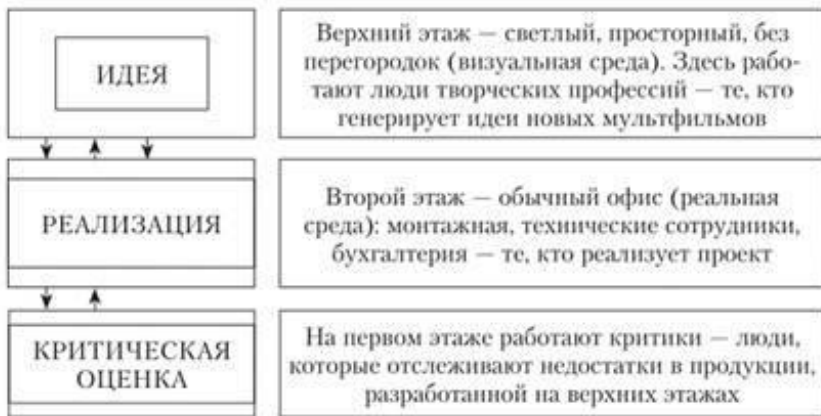 ИДЕЯ
Верхний этаж — светлый, просторный, без
перегородок (визуальная среда). Здесь рабо-
тают люди творческих профессий — те, кто
генерирует идеи новых мультфильмов
РЕАЛИЗАЦИЯ
Второй этаж — обычный офис (реальная
среда): монтажная, технические сотрудники,
бухгалтерия — те, кто реализует проект
КРИТИЧЕСКАЯ
ОЦЕНКА
На первом этаже работают критики — люди,
которые отслеживают недостатки в продукции,
разработанной на верхних этажах